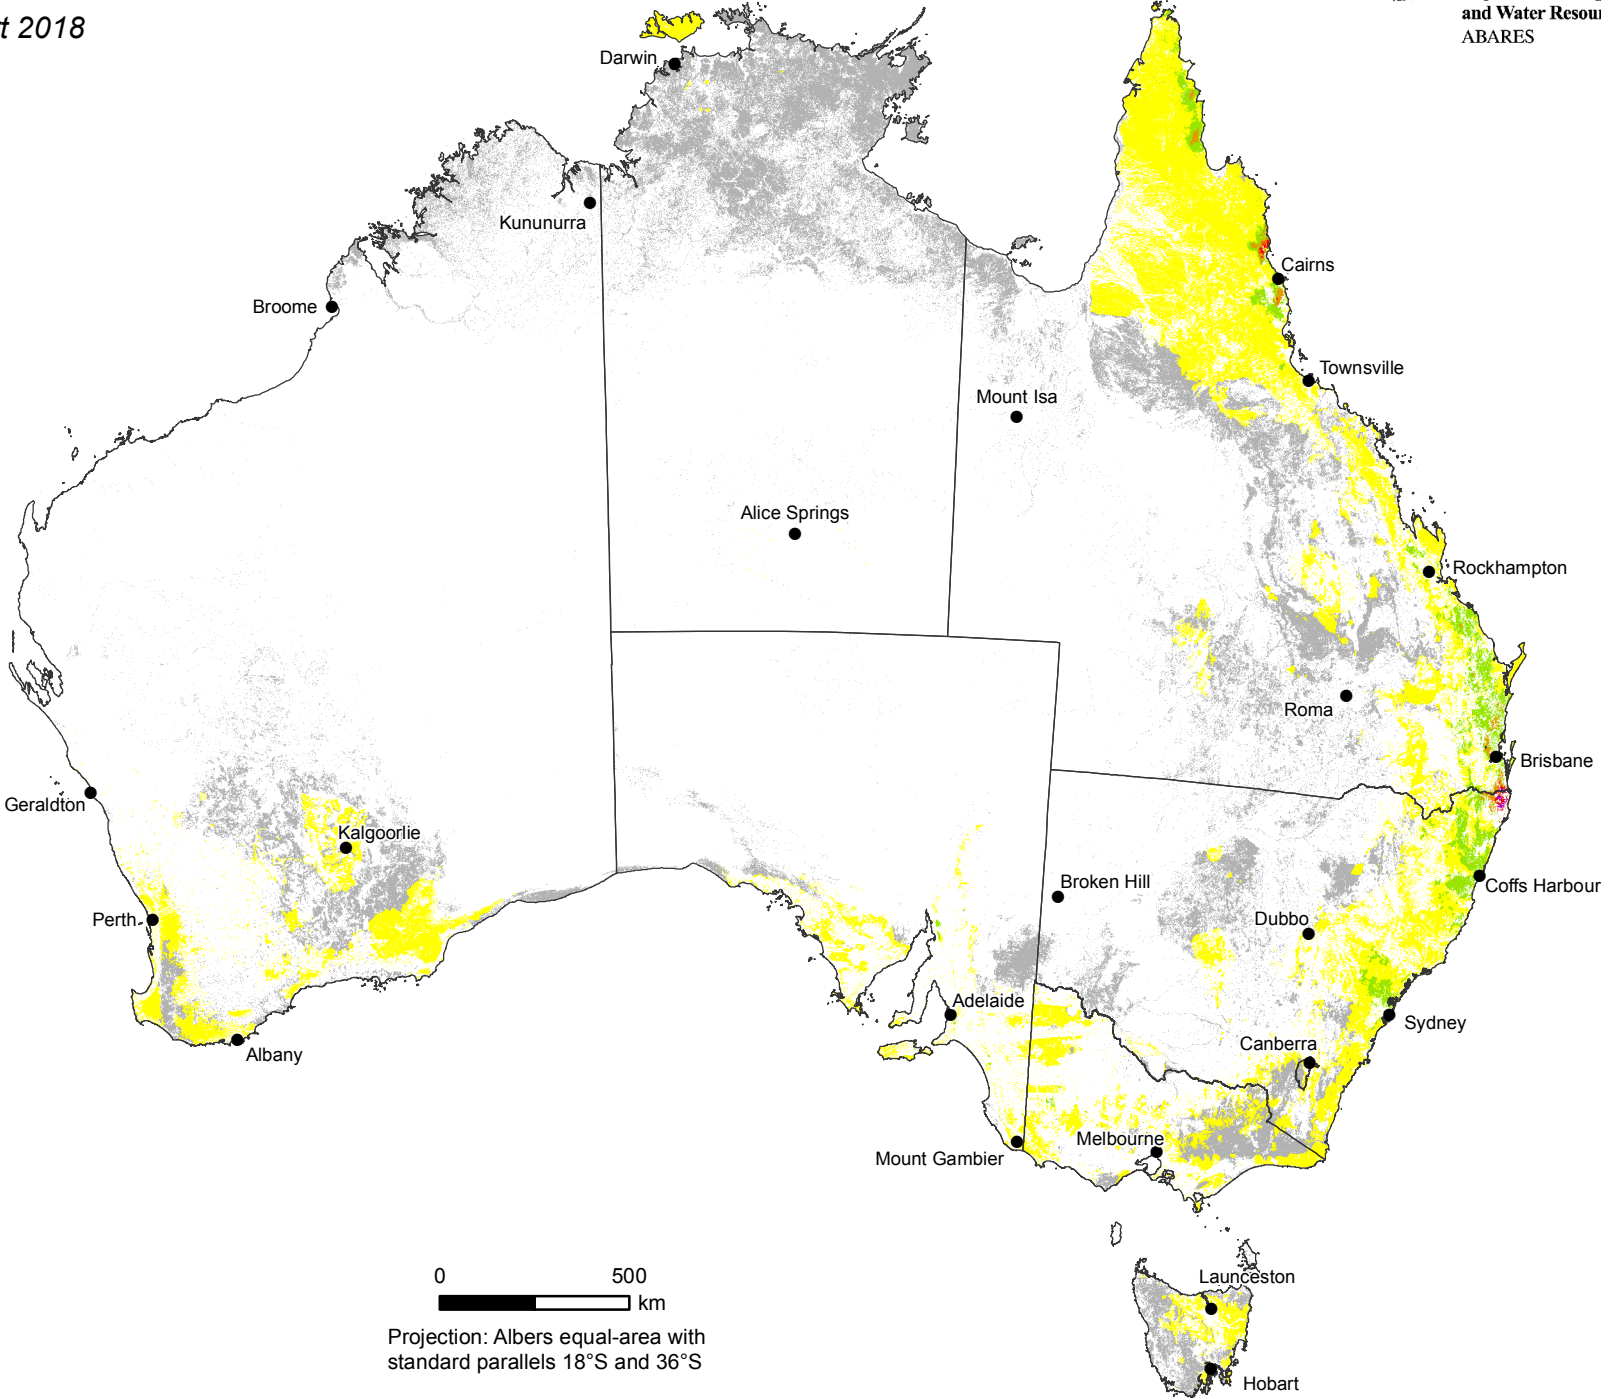 2018
and Water
ABARES
Darwin
Kununurra
Cairns
Broome
Townsville
Mount Isa
Alice Springs
Rockhampton
Roma
Brisbane
Geraldton
Kalgoorlie
Broken Hill
Coffs Harbour
Perth
Dubbo
Adelaide
Sydney
Canberra
Albany
Melbourne
Mount Gambier
0 500
km
Launceston
Projection: Albers equal-area with
standard parallels 18°S and 36°S
Hobart